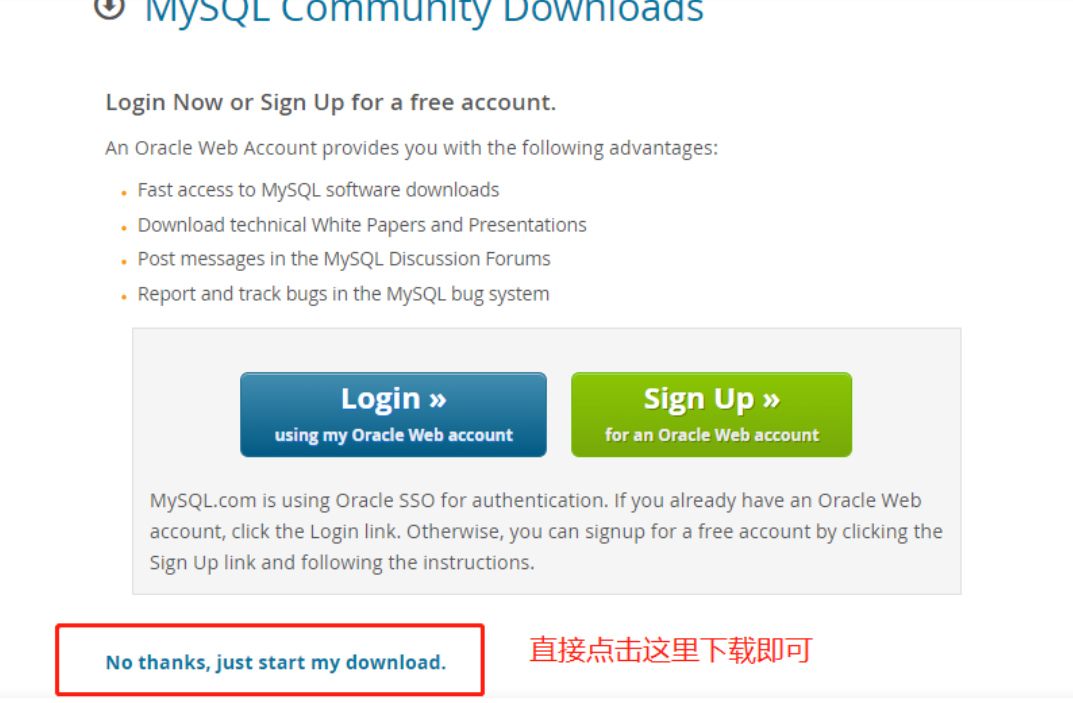 MySQL Community Downloads
Login Now or Sign Up for a free account.
An Oracle Web Account provides you with the following advantages:
Fast access to MySQL software downloads
Download technical White Papers and Presentations
Post messages in the MySQL Discussion Forums
Report and track bugs in the MySQL bug system
Login »
using my Oracle Web account
Sign Up »
for an Oracle Web account
MySQL.com is using Oracle SSO for authentication. If you already have an Oracle Web
account, click the Login link. Otherwise, you can signup for a free account by clicking the
Sign Up link and following the instructions.
No thanks, just start my download.
直接点击这里下载即可